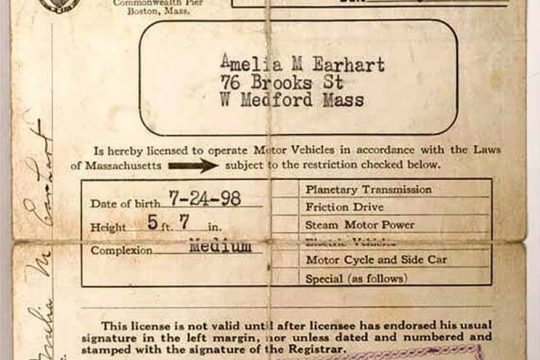 Commonwealth Pier
Boston, Mass.
Amelia M Earhart
76 Brooks St
W Medford Mass
Is hereby licensed to operate Motor Vehicles in accordance with the Laws
of Massachusetts subject to the restriction checked below.
Date of birth 7-24-98
Height 5 ft. 7 in.
Complexion Medium
Planetary Transmission
Friction Drive
Steam Motor Power
Electric Vehicles
Motor Cycle and Side Car
Special (as follows)
This license is not valid until after licensee has endorsed his usual
signature in the left margin, nor unless dated and numbered and
stamped with the signature of the Registrar.
Amelia M Earhart